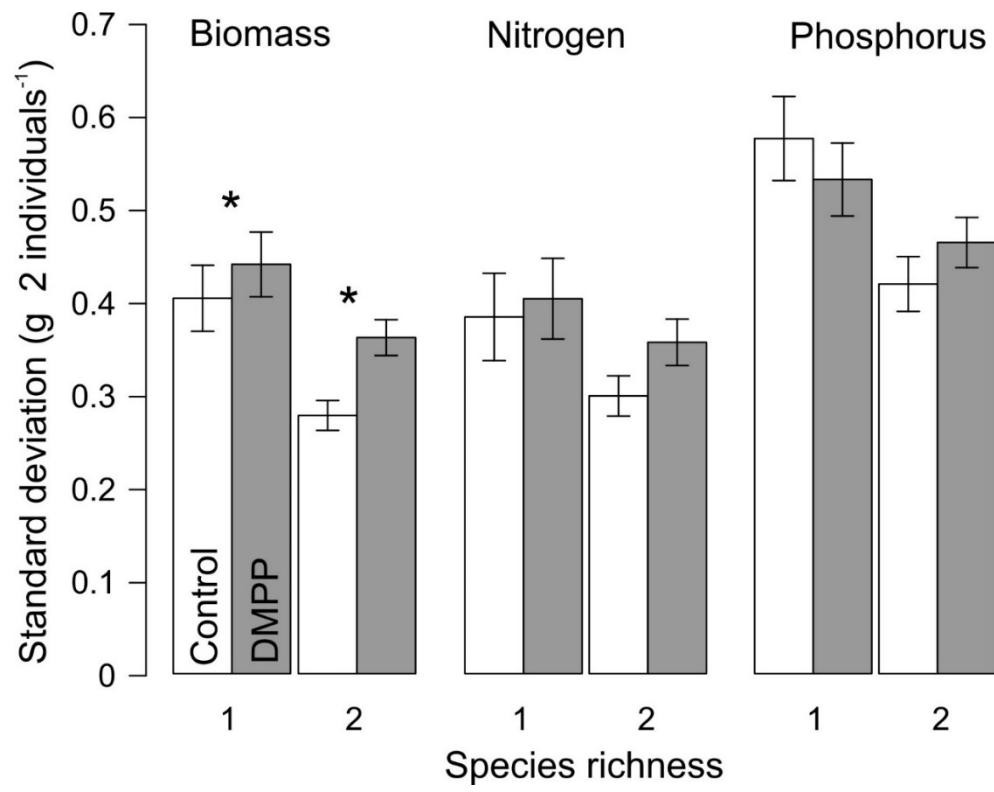 Biomass
Nitrogen
Phosphorus
Standard deviation (g 2 individuals⁻¹)
0.7
0.6
0.5
0.4
0.3
0.2
0.1
0
*
*
Control
DMPP
1
2
1
2
1
2
Species richness